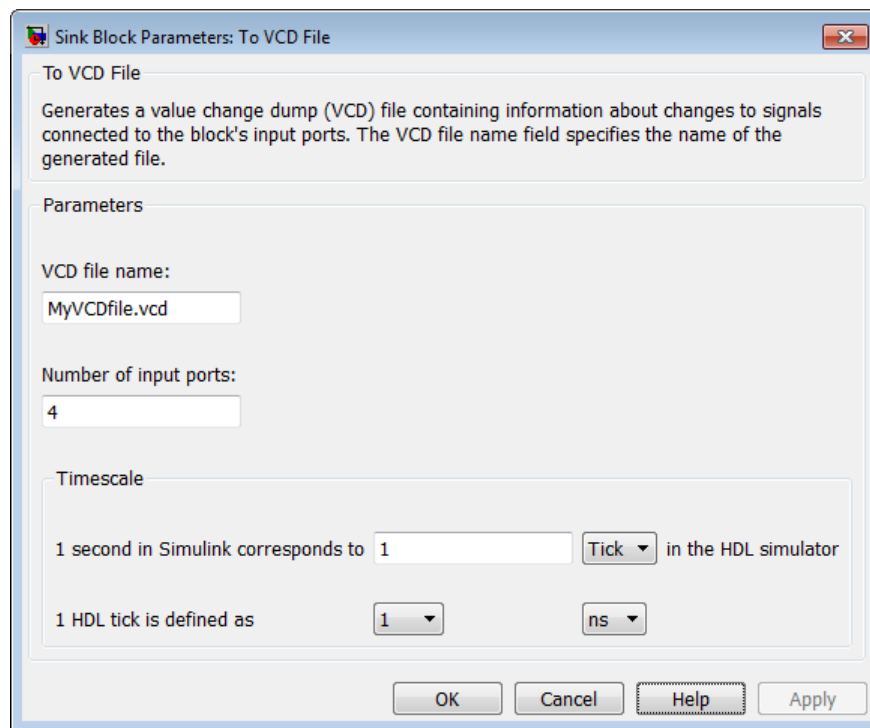 Sink Block Parameters: To VCD File
To VCD File
Generates a value change dump (VCD) file containing information about changes to signals
connected to the block's input ports. The VCD file name field specifies the name of the
generated file.
Parameters
VCD file name:
MyVCDfile.vcd
Number of input ports:
4
Timescale
1 second in Simulink corresponds to 1 Tick in the HDL simulator
1 HDL tick is defined as 1 ns
OK Cancel Help Apply